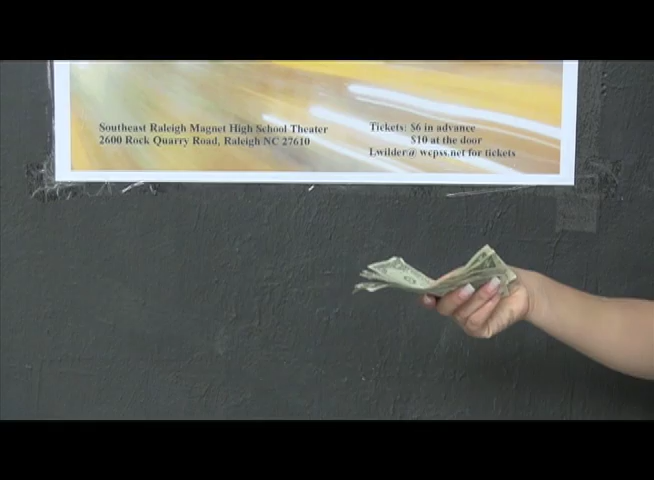 Southeast Raleigh Magnet High School Theater
2600 Rock Quarry Road, Raleigh NC 27610
Tickets: $6 in advance
$10 at the door
Lwilder@ wcpss.net for tickets